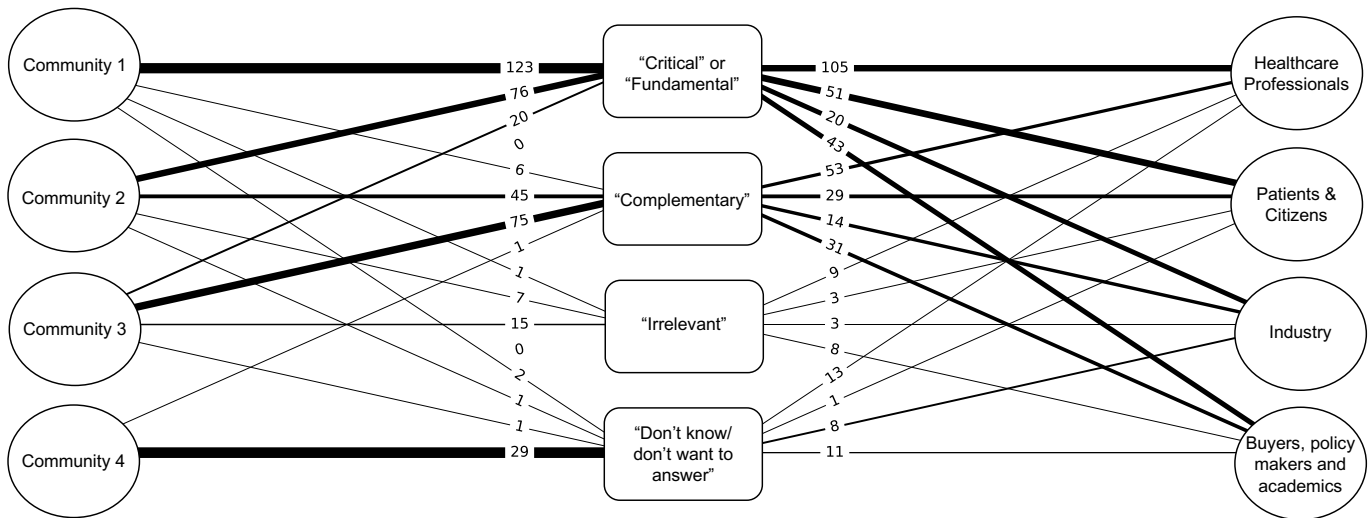 Community 1
Community 2
Community 3
Community 4
123
76
20
0
6
45
75
1
1
7
15
0
2
1
1
29
“Critical” or
“Fundamental”
“Complementary”
“Irrelevant”
“Don’t know/
don’t want to
answer”
105
51
20
43
53
29
14
31
9
3
3
8
13
1
8
11
Healthcare
Professionals
Patients &
Citizens
Industry
Buyers, policy
makers and
academics